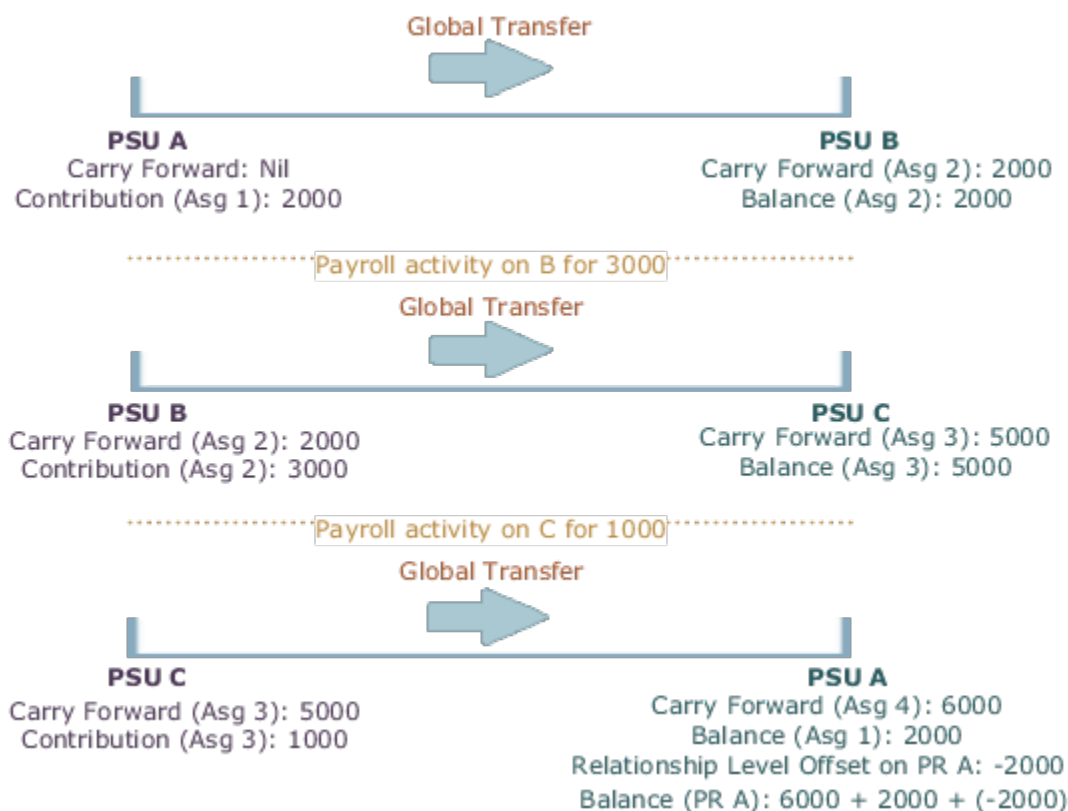 Global Transfer
PSU A
Carry Forward: Nil
Contribution (Asg 1): 2000
PSU B
Carry Forward (Asg 2): 2000
Balance (Asg 2): 2000
Payroll activity on B for 3000
Global Transfer
PSU B
Carry Forward (Asg 2): 2000
Contribution (Asg 2): 3000
PSU C
Carry Forward (Asg 3): 5000
Balance (Asg 3): 5000
Payroll activity on C for 1000
Global Transfer
PSU C
Carry Forward (Asg 3): 5000
Contribution (Asg 3): 1000
PSU A
Carry Forward (Asg 4): 6000
Balance (Asg 1): 2000
Relationship Level Offset on PR A: -2000
Balance (PR A): 6000 + 2000 + (-2000)